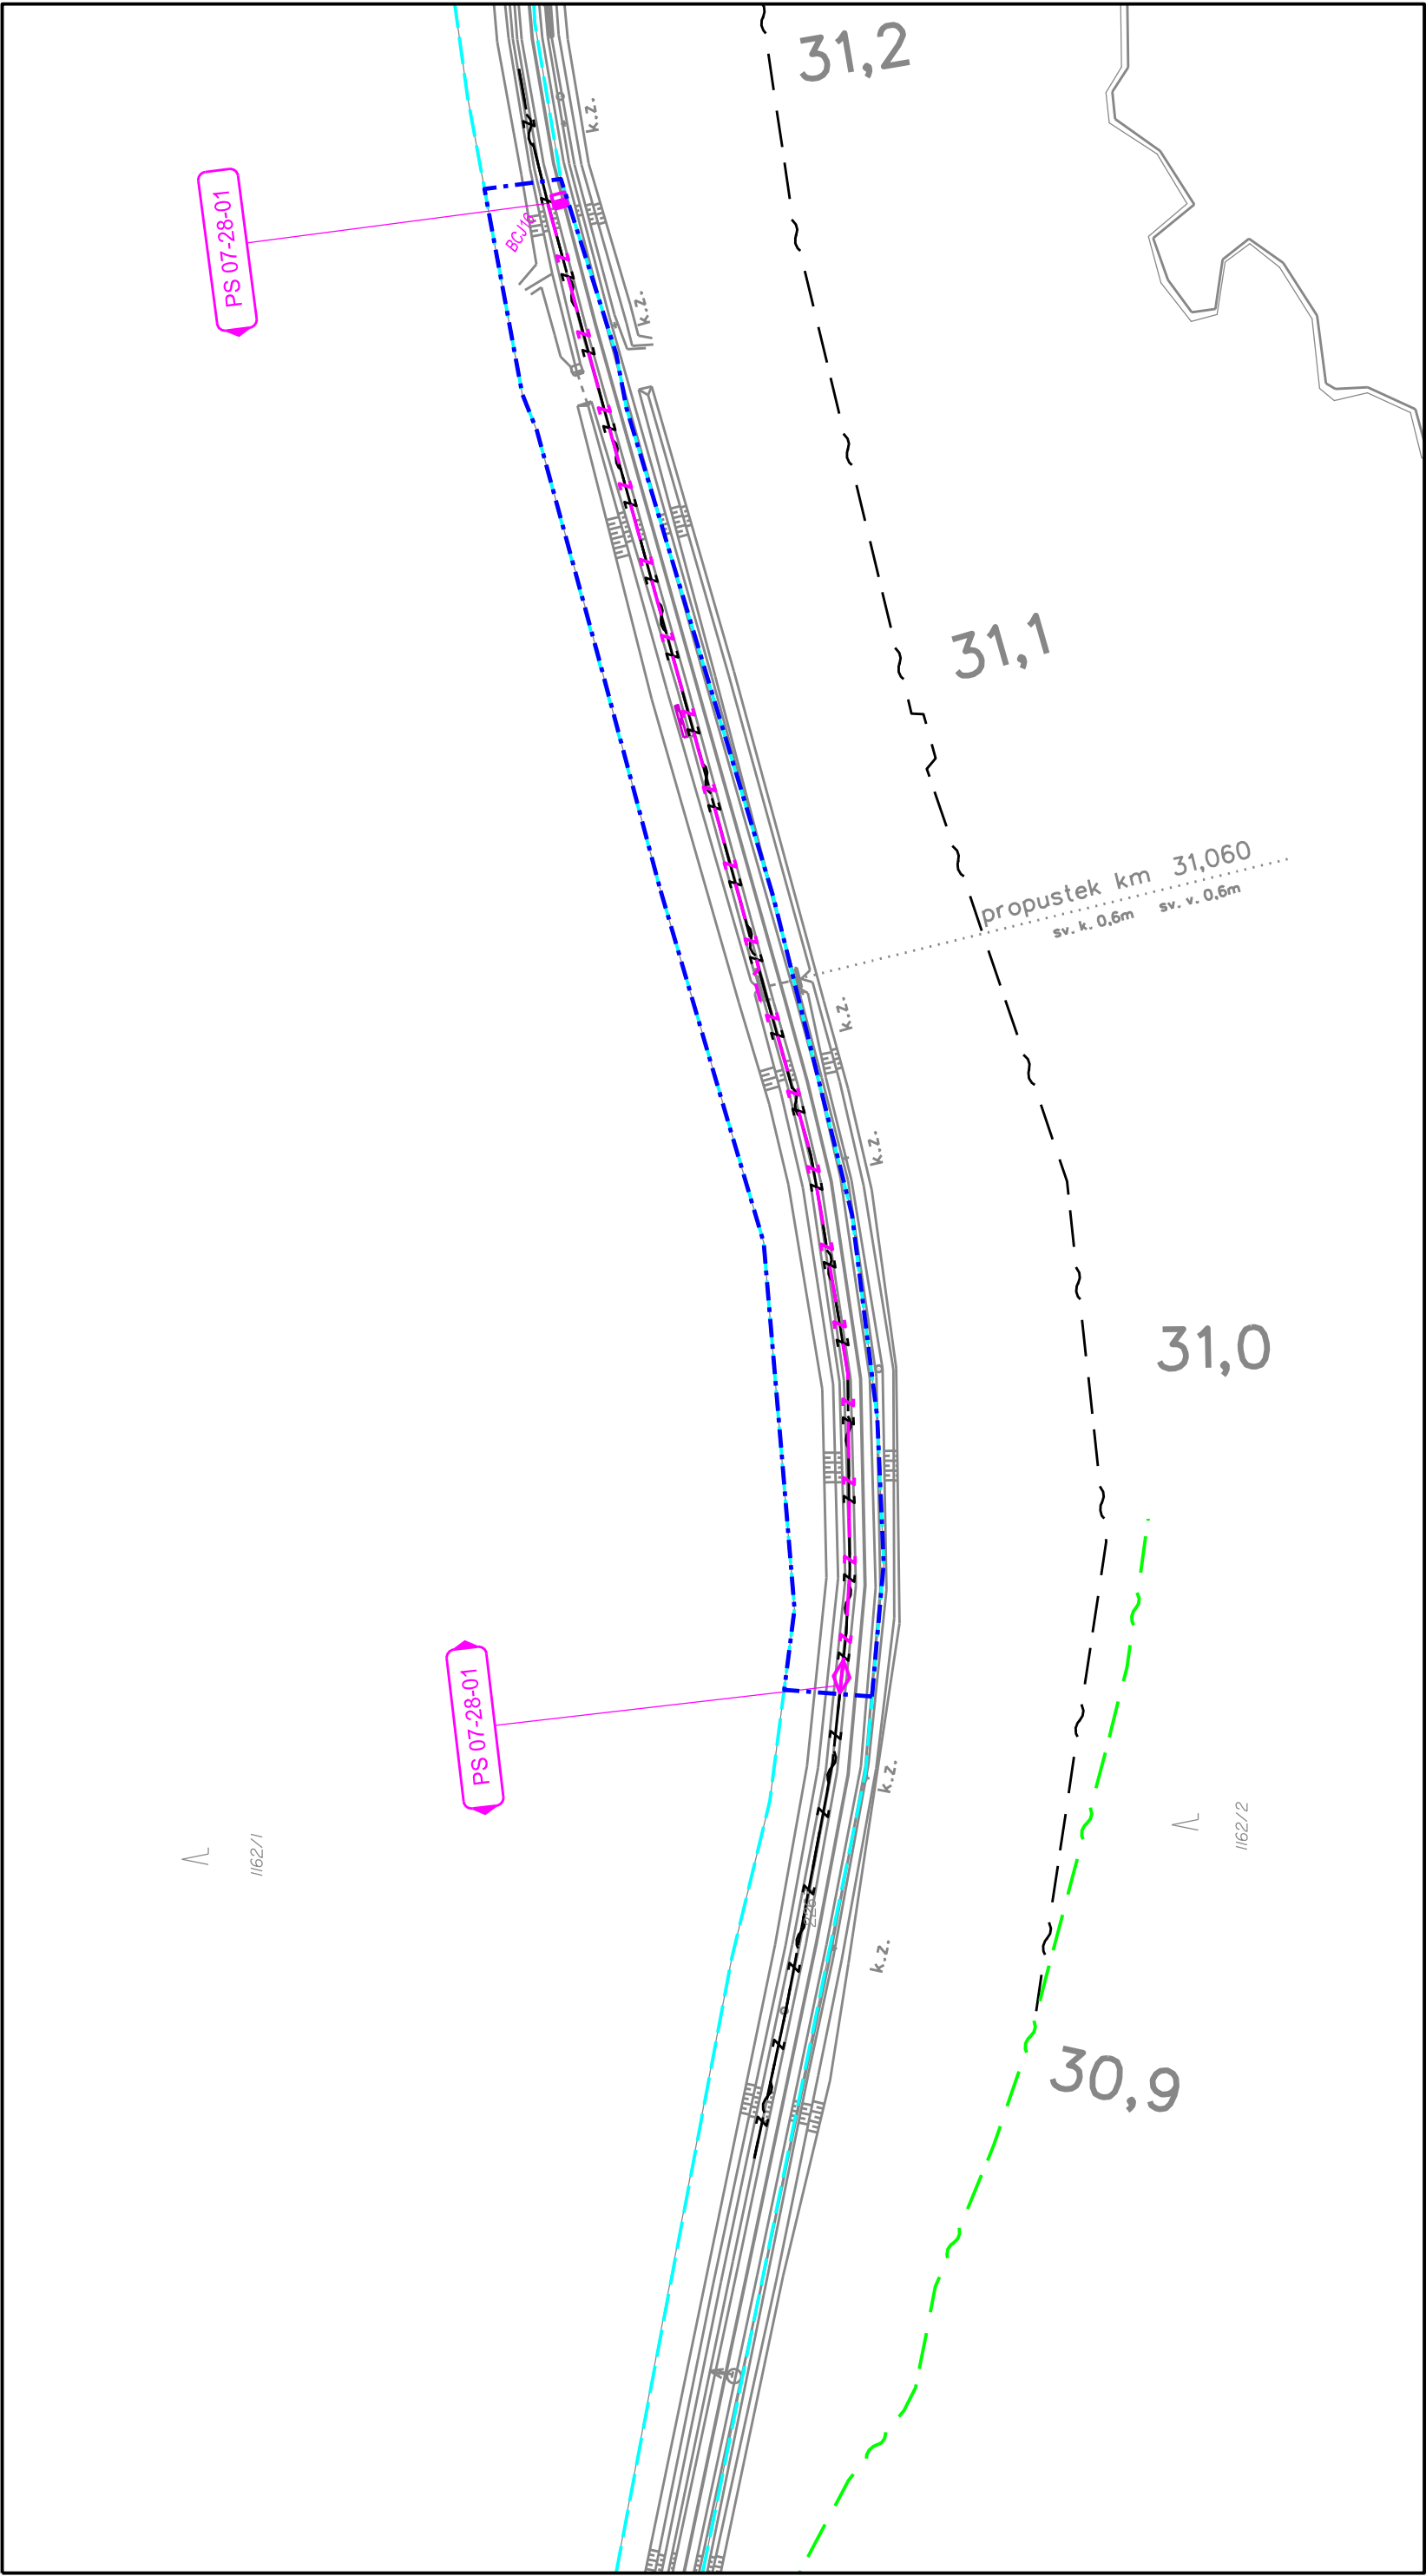 31,2
k.z.
PS 07-28-01
k.z.
31,1
propustek km 31,060
sv. k. 0,6m sv. v. 0,6m
k.z.
k.z.
31,0
PS 07-28-01
k.z.
1162/1
1162/2
k.z.
30,9